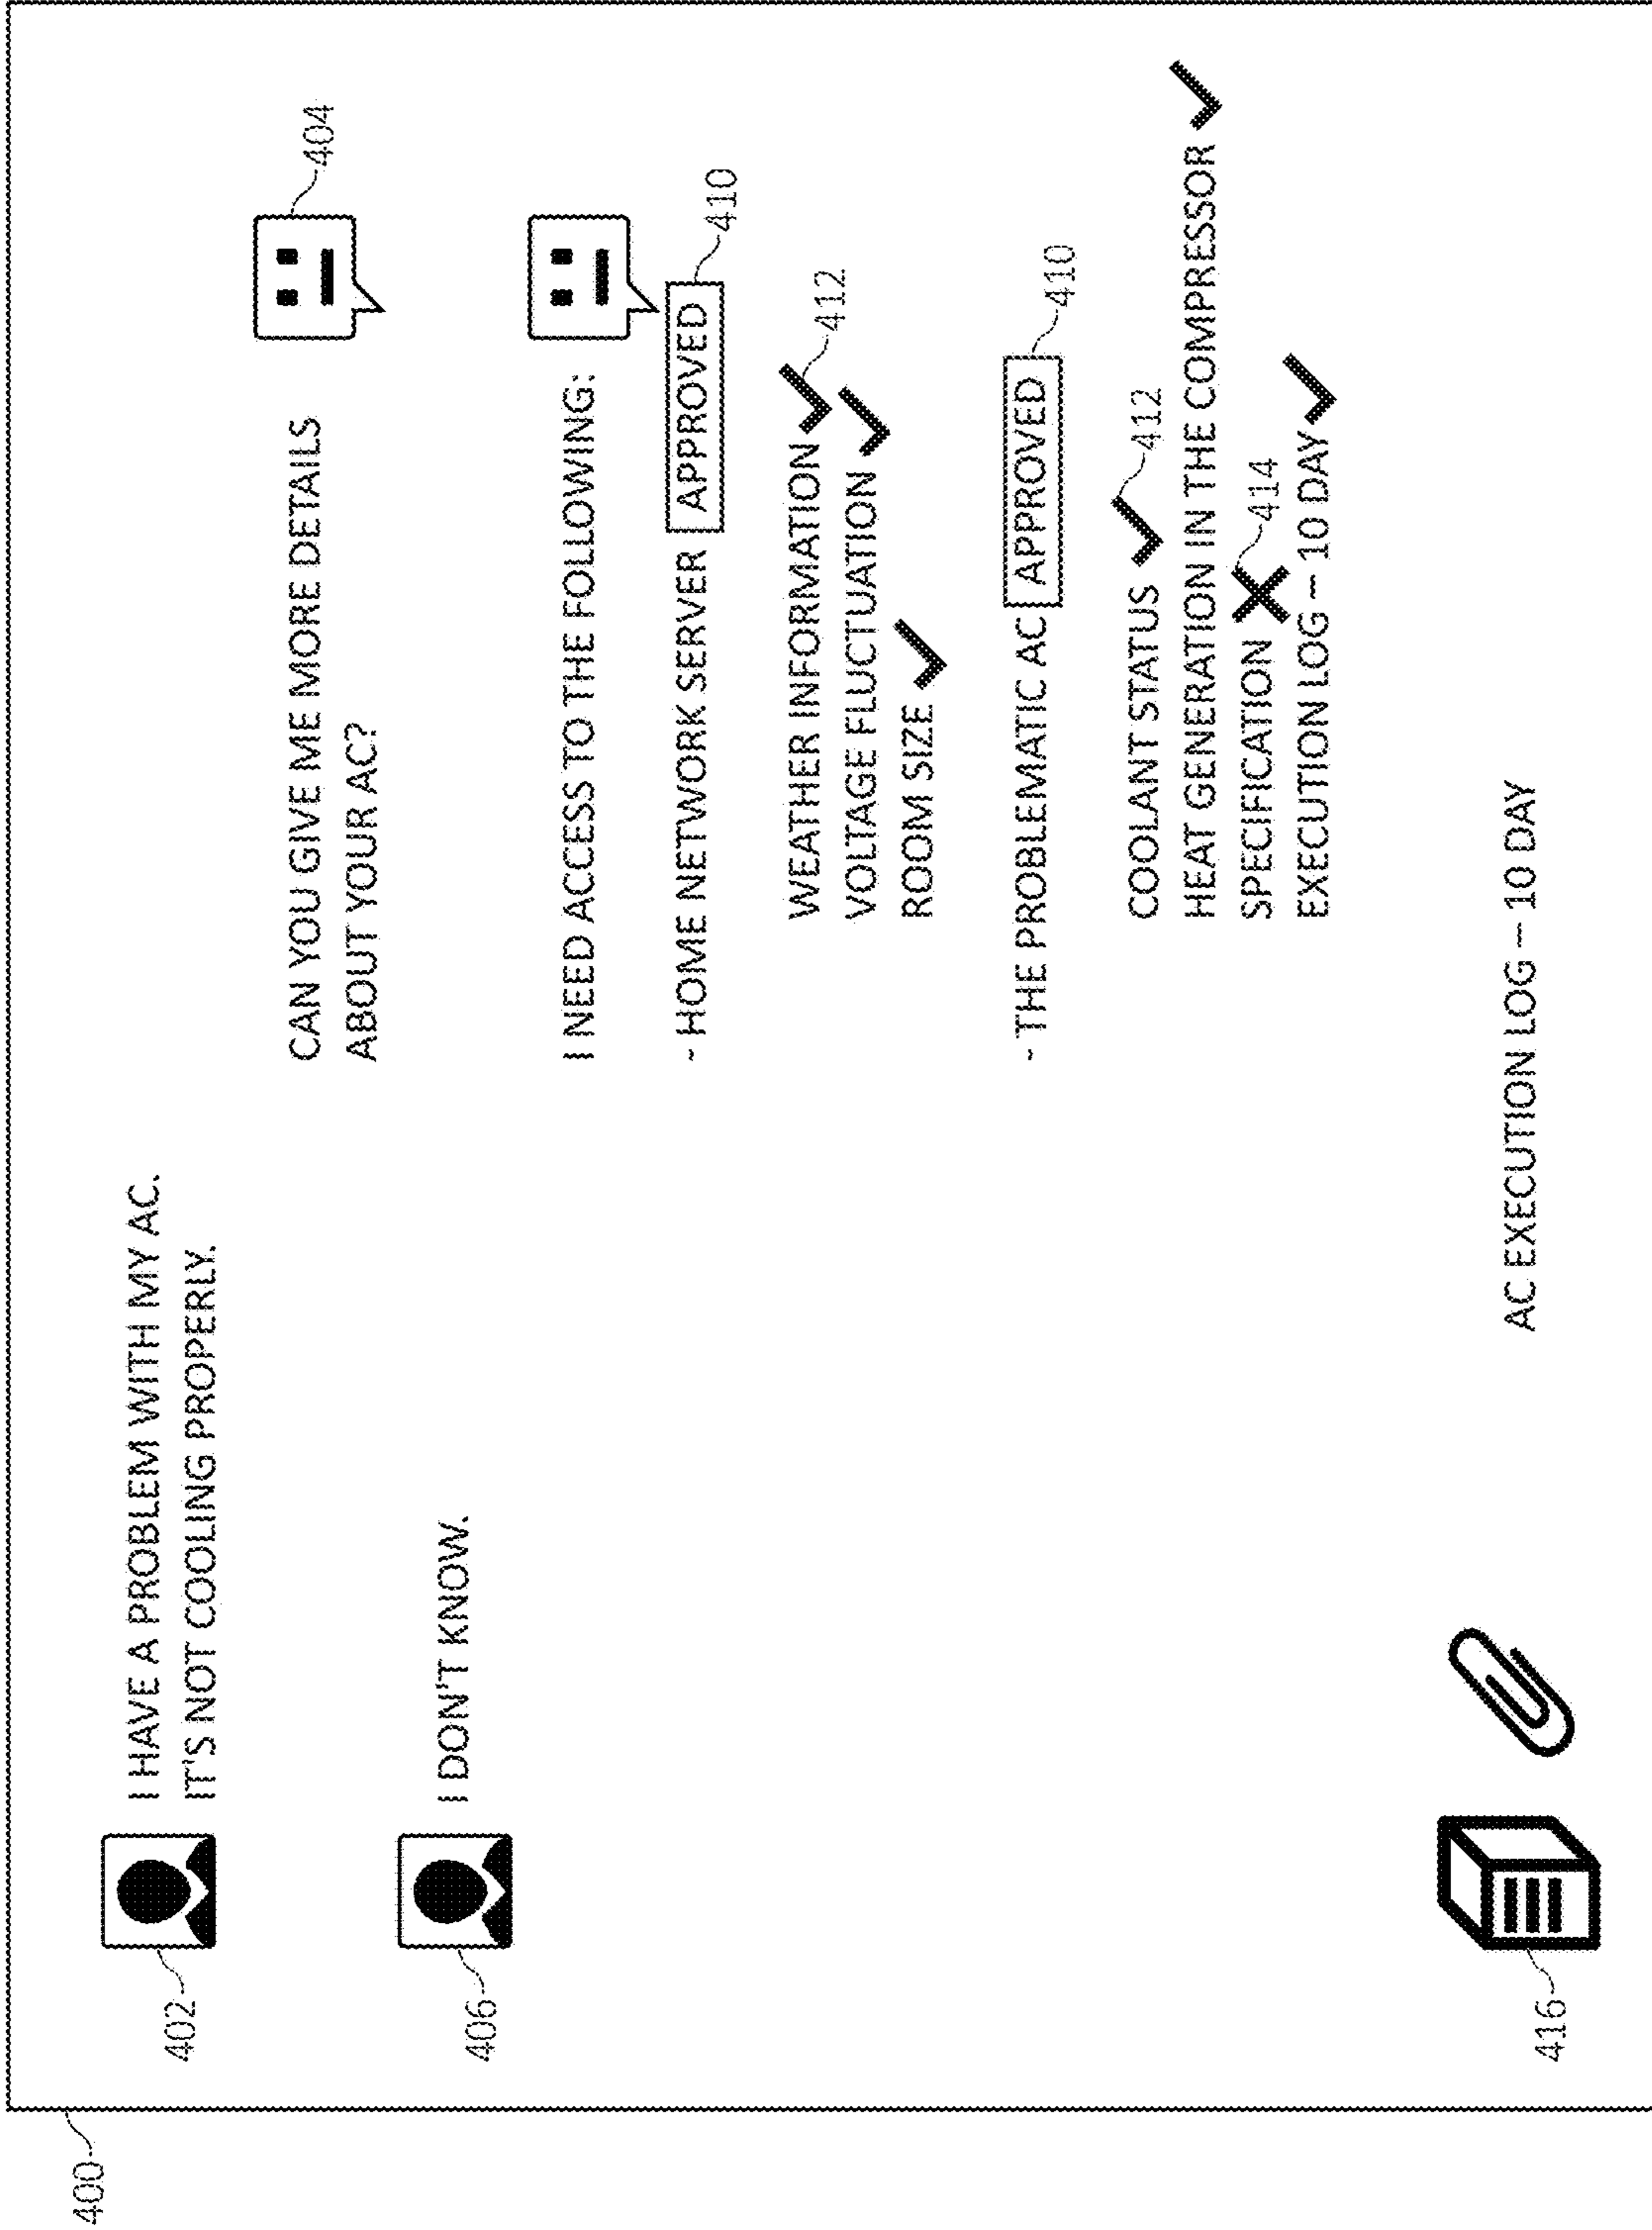 400
402
I HAVE A PROBLEM WITH MY AC.
IT'S NOT COOLING PROPERLY.
404
CAN YOU GIVE ME MORE DETAILS
ABOUT YOUR AC?
406
I DON'T KNOW.
I NEED ACCESS TO THE FOLLOWING:
- HOME NETWORK SERVER APPROVED 410
WEATHER INFORMATION 412
VOLTAGE FLUCTUATION
ROOM SIZE
- THE PROBLEMATIC AC APPROVED 410
COOLANT STATUS 412
HEAT GENERATION IN THE COMPRESSOR
SPECIFICATION 414
EXECUTION LOG – 10 DAY
416
AC EXECUTION LOG – 10 DAY